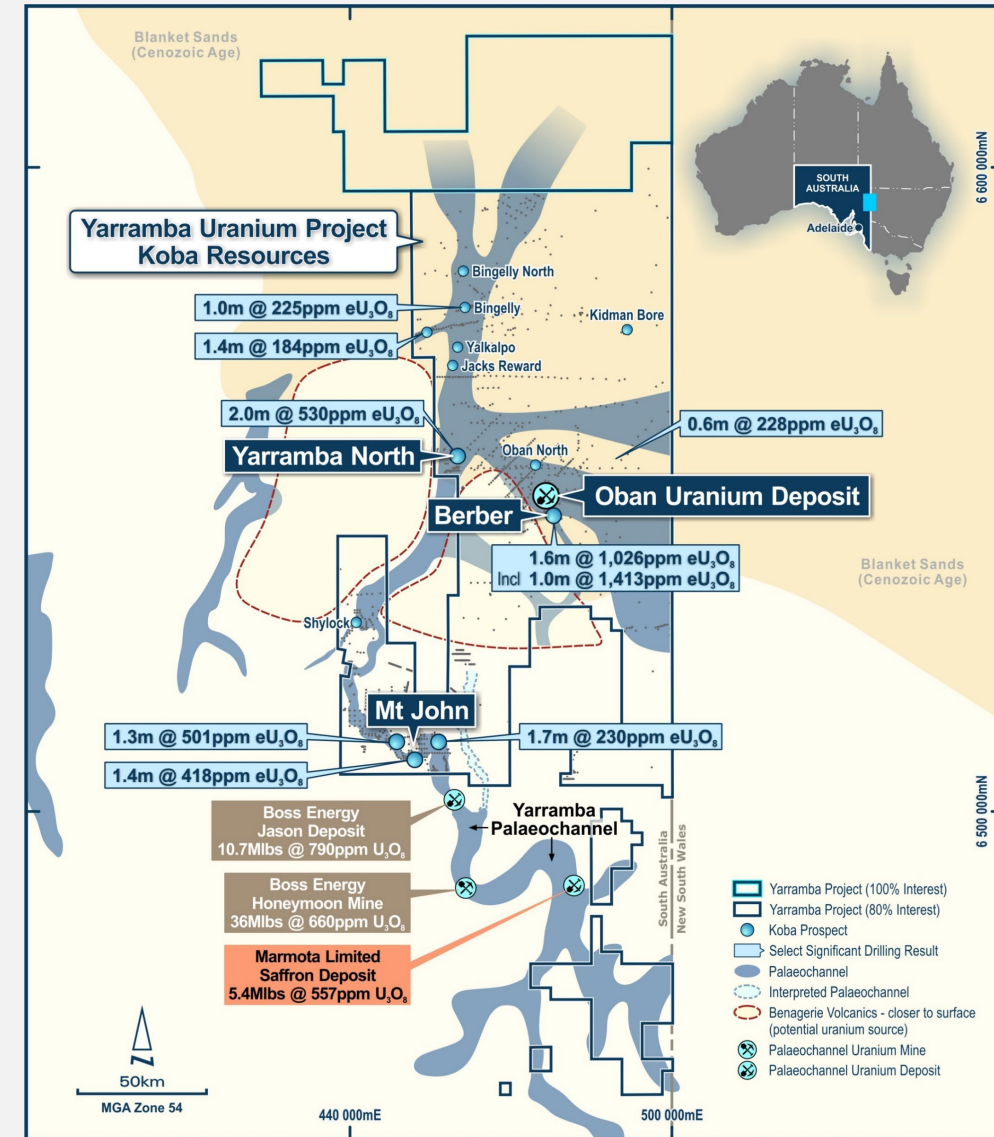 Blanket Sands
(Cenozoic Age)
SOUTH
AUSTRALIA
Adelaide
6 600 000mN
Yarramba Uranium Project
Koba Resources
Bingelly North
1.0m @ 225ppm eU₃O₈
Bingelly
Kidman Bore
1.4m @ 184ppm eU₃O₈
Yalkalpo
Jacks Reward
2.0m @ 530ppm eU₃O₈
0.6m @ 228ppm eU₃O₈
Yarramba North
Oban North
Oban Uranium Deposit
Berber
1.6m @ 1,026ppm eU₃O₈
Incl 1.0m @ 1,413ppm eU₃O₈
Blanket Sands
(Cenozoic Age)
Shylock
Mt John
1.3m @ 501ppm eU₃O₈
1.7m @ 230ppm eU₃O₈
1.4m @ 418ppm eU₃O₈
Boss Energy
Jason Deposit
10.7Mlbs @ 790ppm U₃O₈
Yarramba
Palaeochannel
6 500 000mN
South Australia
New South Wales
Boss Energy
Honeymoon Mine
36Mlbs @ 660ppm U₃O₈
Marmota Limited
Saffron Deposit
5.4Mlbs @ 557ppm U₃O₈
Yarramba Project (100% Interest)
Yarramba Project (80% Interest)
Koba Prospect
Select Significant Drilling Result
Palaeochannel
Interpreted Palaeochannel
Benagerie Volcanics - closer to surface
(potential uranium source)
Palaeochannel Uranium Mine
Palaeochannel Uranium Deposit
N
50km
MGA Zone 54
440 000mE
500 000mE